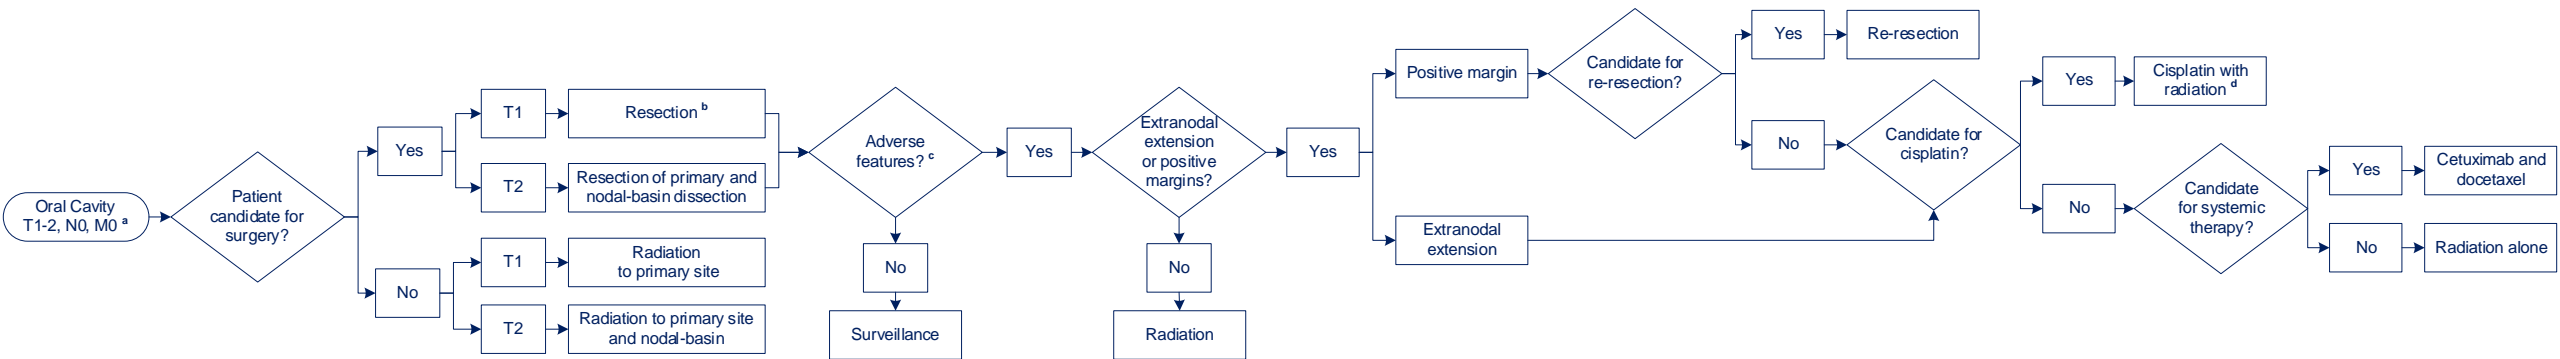 Oral Cavity
T1-2, N0, M0 a
Patient
candidate for
surgery?
Yes
T1
Resection b
T2
Resection of primary and
nodal-basin dissection
No
T1
Radiation
to primary site
T2
Radiation to primary site
and nodal-basin
Adverse
features? c
No
Surveillance
Yes
Extranodal
extension
or positive
margins?
No
Radiation
Yes
Positive margin
Candidate for
re-resection?
Yes
Re-resection
No
Extranodal
extension
Candidate for
cisplatin?
Yes
Cisplatin with
radiation d
No
Candidate
for systemic
therapy?
Yes
Cetuximab and
docetaxel
No
Radiation alone